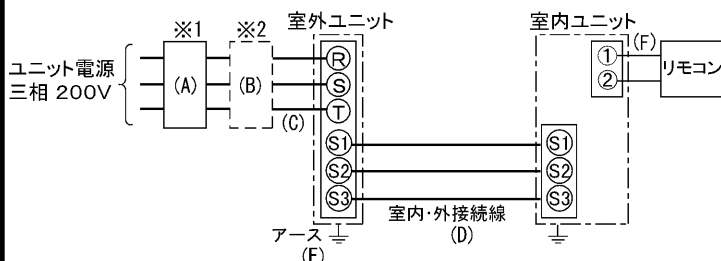 室外ユニット
室内ユニット
※1
※2
(F)
ユニット電源
三相 200V
(A)
(B)
(C)
R
S
T
S1
S2
S3
①
②
リモコン
S1
S2
S3
室内・外接続線
(D)
アース
(E)